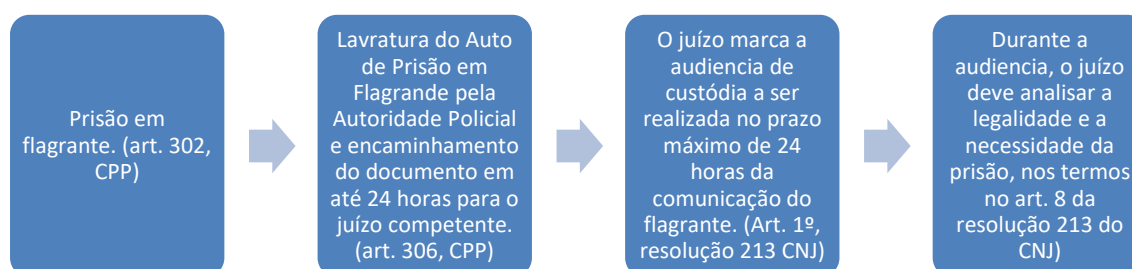 Prisão em
flagrante. (art. 302,
CPP)
Lavratura do Auto
de Prisão em
Flagrande pela
Autoridade Policial
e encaminhamento
do documento em
até 24 horas para o
juízo competente.
(art. 306, CPP)
O juízo marca a
audiencia de
custódia a ser
realizada no prazo
máximo de 24
horas da
comunicação do
flagrante. (Art. 1º,
resolução 213 CNJ)
Durante a
audiencia, o juízo
deve analisar a
legalidade e a
necessidade da
prisão, nos termos
no art. 8 da
resolução 213 do
CNJ)